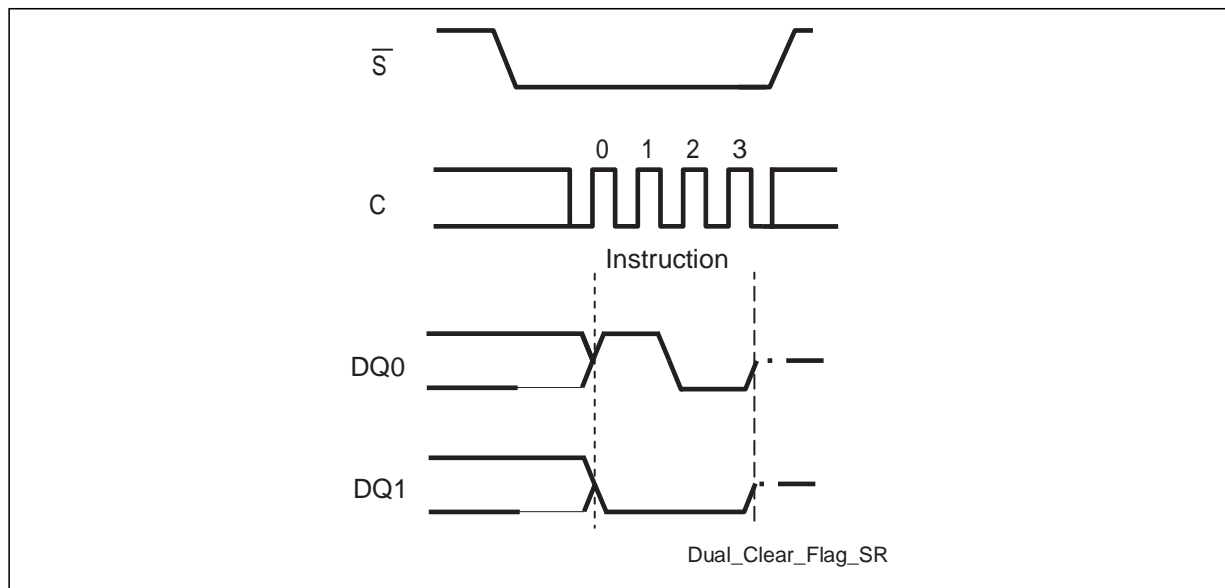 S̅
0 1 2 3
C
Instruction
DQ0
DQ1
Dual_Clear_Flag_SR